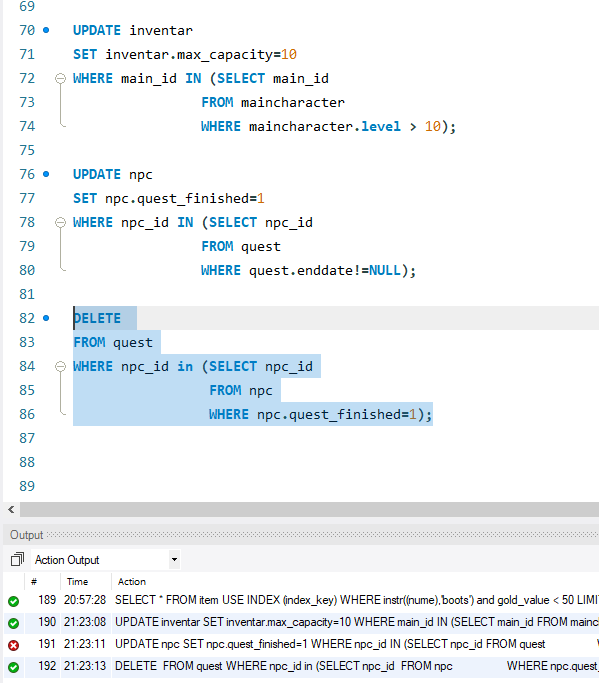 69
70 UPDATE inventar
71 SET inventar.max_capacity=10
72 WHERE main_id IN (SELECT main_id
73 FROM maincharacter
74 WHERE maincharacter.level > 10);
75
76 UPDATE npc
77 SET npc.quest_finished=1
78 WHERE npc_id IN (SELECT npc_id
79 FROM quest
80 WHERE quest.enddate!=NULL);
81
82 DELETE
83 FROM quest
84 WHERE npc_id in (SELECT npc_id
85 FROM npc
86 WHERE npc.quest_finished=1);
87
88
89
Output
Action Output
# Time Action
189 20:57:28 SELECT * FROM item USE INDEX (index_key) WHERE instr((nume),'boots') and gold_value < 50 LIMI
190 21:23:08 UPDATE inventar SET inventar.max_capacity=10 WHERE main_id IN (SELECT main_id FROM mainc
191 21:23:11 UPDATE npc SET npc.quest_finished=1 WHERE npc_id IN (SELECT npc_id FROM quest W
192 21:23:13 DELETE FROM quest WHERE npc_id in (SELECT npc_id FROM npc WHERE npc.quest_